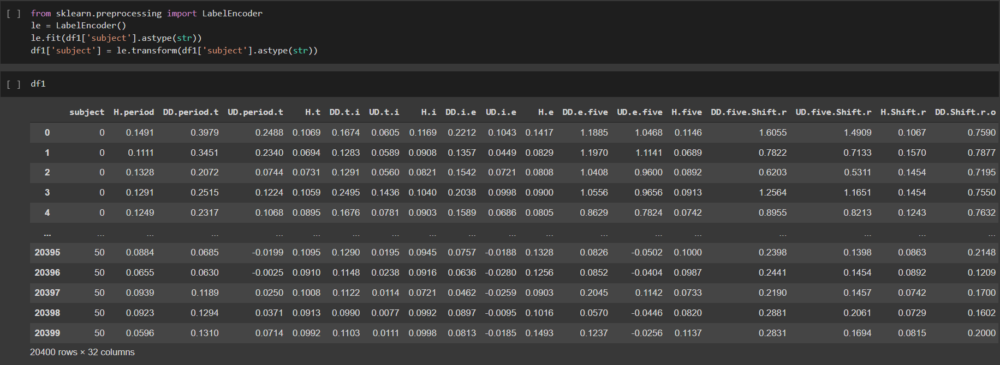 [ ] from sklearn.preprocessing import LabelEncoder
le = LabelEncoder()
le.fit(df1['subject'].astype(str))
df1['subject'] = le.transform(df1['subject'].astype(str))
[ ] df1
subject H.period DD.period.t UD.period.t H.t DD.t.i UD.t.i H.i DD.i.e UD.i.e H.e DD.e.five UD.e.five H.five DD.five.Shift.r UD.five.Shift.r H.Shift.r DD.Shift.r.o
0 0 0.1491 0.3979 0.2488 0.1069 0.1674 0.0605 0.1169 0.2212 0.1043 0.1417 1.1885 1.0468 0.1146 1.6055 1.4909 0.1067 0.7590
1 0 0.1111 0.3451 0.2340 0.0694 0.1283 0.0589 0.0908 0.1357 0.0449 0.0829 1.1970 1.1141 0.0689 0.7822 0.7133 0.1570 0.7877
2 0 0.1328 0.2072 0.0744 0.0731 0.1291 0.0560 0.0821 0.1542 0.0721 0.0808 1.0408 0.9600 0.0892 0.6203 0.5311 0.1454 0.7195
3 0 0.1291 0.2515 0.1224 0.1059 0.2495 0.1436 0.1040 0.2038 0.0998 0.0900 1.0556 0.9656 0.0913 1.2564 1.1651 0.1454 0.7550
4 0 0.1249 0.2317 0.1068 0.0895 0.1676 0.0781 0.0903 0.1589 0.0686 0.0805 0.8629 0.7824 0.0742 0.8955 0.8213 0.1243 0.7632
... ... ... ... ... ... ... ... ... ... ... ... ... ... ... ... ... ... ...
20395 50 0.0884 0.0685 -0.0199 0.1095 0.1290 0.0195 0.0945 0.0757 -0.0188 0.1328 0.0826 -0.0502 0.1000 0.2398 0.1398 0.0863 0.2148
20396 50 0.0655 0.0630 -0.0025 0.0910 0.1148 0.0238 0.0916 0.0636 -0.0280 0.1256 0.0852 -0.0404 0.0987 0.2441 0.1454 0.0892 0.1209
20397 50 0.0939 0.1189 0.0250 0.1008 0.1122 0.0114 0.0721 0.0462 -0.0259 0.0903 0.2045 0.1142 0.0733 0.2190 0.1457 0.0742 0.1700
20398 50 0.0923 0.1294 0.0371 0.0913 0.0990 0.0077 0.0992 0.0897 -0.0095 0.1016 0.0570 -0.0446 0.0820 0.2881 0.2061 0.0729 0.1602
20399 50 0.0596 0.1310 0.0714 0.0992 0.1103 0.0111 0.0998 0.0813 -0.0185 0.1493 0.1237 -0.0256 0.1137 0.2831 0.1694 0.0815 0.2000
20400 rows × 32 columns